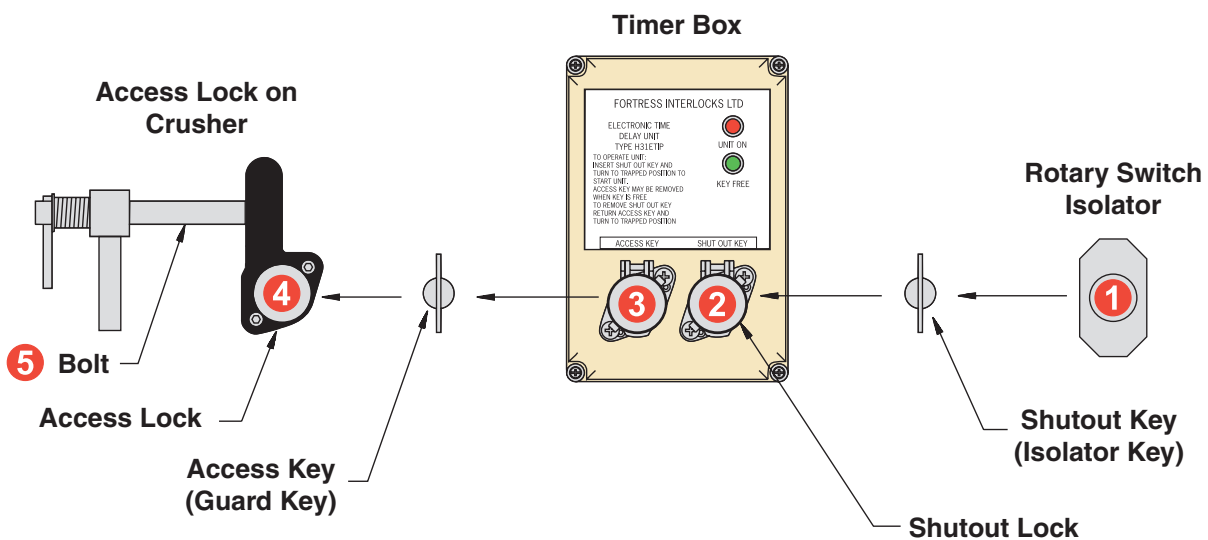 Timer Box
Access Lock on
Crusher
FORTRESS INTERLOCKS LTD
ELECTRONIC TIME
DELAY UNIT
TYPE H31ETIP
TO OPERATE UNIT:
INSERT SHUT OUT KEY AND
TURN TO TRAPPED POSITION TO
START UNIT.
ACCESS KEY MAY BE REMOVED
WHEN KEY IS FREE
TO REMOVE SHUT OUT KEY
RETURN ACCESS KEY AND
TURN TO TRAPPED POSITION
UNIT ON
KEY FREE
ACCESS KEY SHUT OUT KEY
Rotary Switch
Isolator
4
3
2
1
5 Bolt
Access Lock
Access Key
(Guard Key)
Shutout Key
(Isolator Key)
Shutout Lock